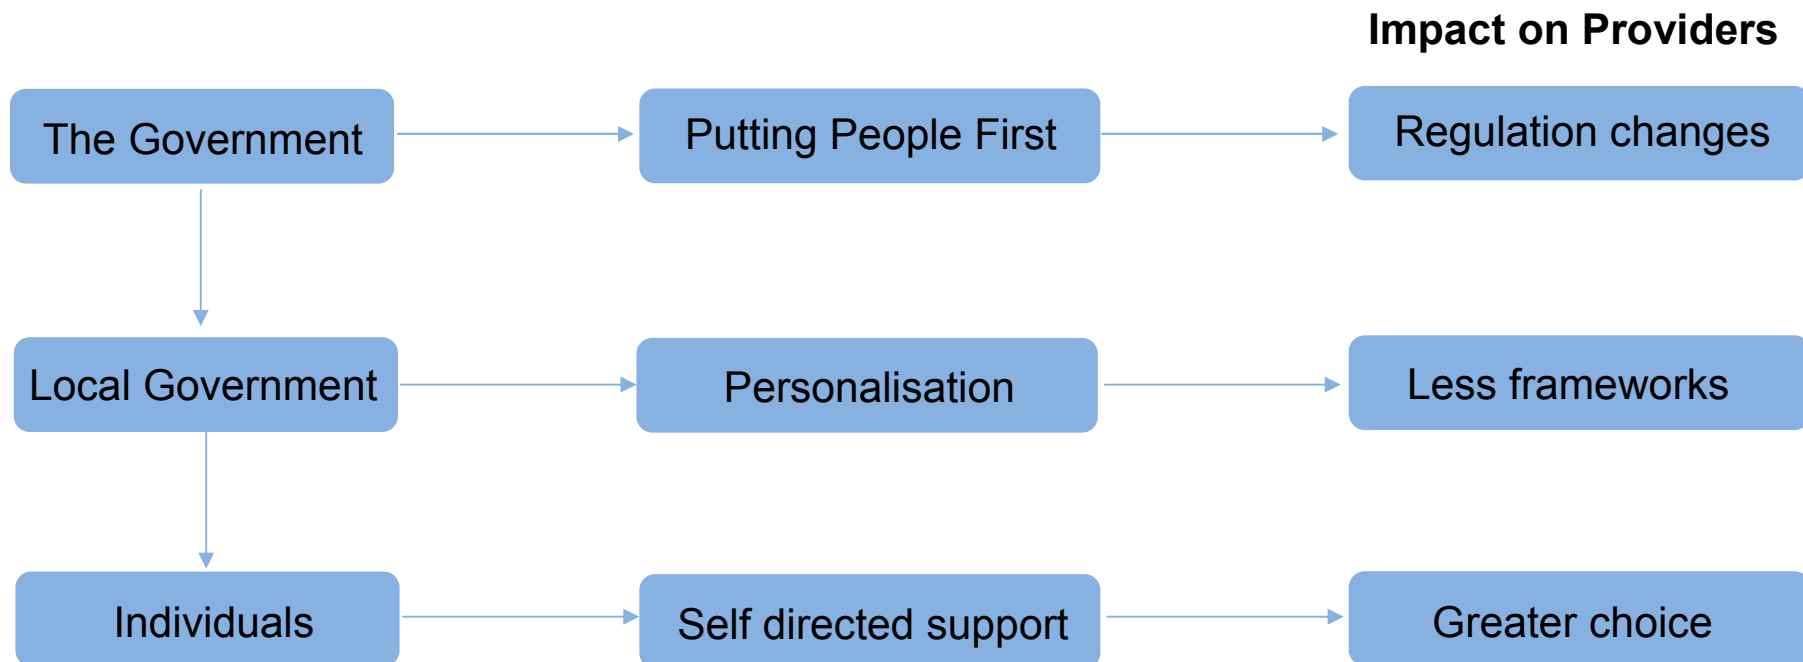 Impact on Providers
The Government
Putting People First
Regulation changes
Local Government
Personalisation
Less frameworks
Individuals
Self directed support
Greater choice